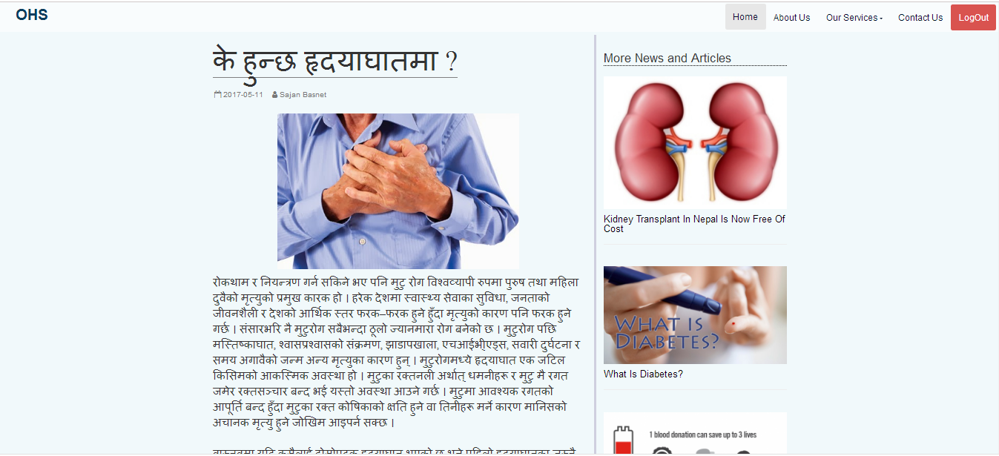 OHS
Home
About Us
Our Services
Contact Us
LogOut
के हुन्छ हृदयाघातमा ?
2017-05-11 Sajan Basnet
रोकथाम र नियन्त्रण गर्न सकिने भए पनि मुटु रोग विश्वव्यापी रुपमा पुरुष तथा महिला
दुवैको मृत्युको प्रमुख कारक हो । हरेक देशमा स्वास्थ्य सेवाका सुविधा, जनताको
जीवनशैली र देशको आर्थिक स्तर फरक–फरक हुने हुँदा मृत्युको कारण पनि फरक हुने
गर्छ । संसारभरि नै मुटुरोग सबैभन्दा ठूलो ज्यानमारा रोग बनेको छ । मुटुरोग पछि
मस्तिष्काघात, श्वासप्रश्वासको संक्रमण, झाडापखाला, एचआईभी्एड्स, सवारी दुर्घटना र
समय अगावैको जन्म अन्य मृत्युका कारण हुन् । मुटुरोगमध्ये हृदयाघात एक जटिल
किसिमको आकस्मिक अवस्था हो । मुटुका रक्तनली अर्थात् धमनीहरू र मुटु मै रगत
जमेर रक्तसञ्चार बन्द भई यस्तो अवस्था आउने गर्छ । मुटुमा आवश्यक रगतको
आपूर्ति बन्द हुँदा मुटुका रक्त कोषिकाको क्षति हुने वा तिनीहरू मर्ने कारण मानिसको
अचानक मृत्यु हुने जोखिम आइपर्न सक्छ ।
More News and Articles
Kidney Transplant In Nepal Is Now Free Of
Cost
WHAT IS
DIABETES?
What Is Diabetes?
1 blood donation can save up to 3 lives